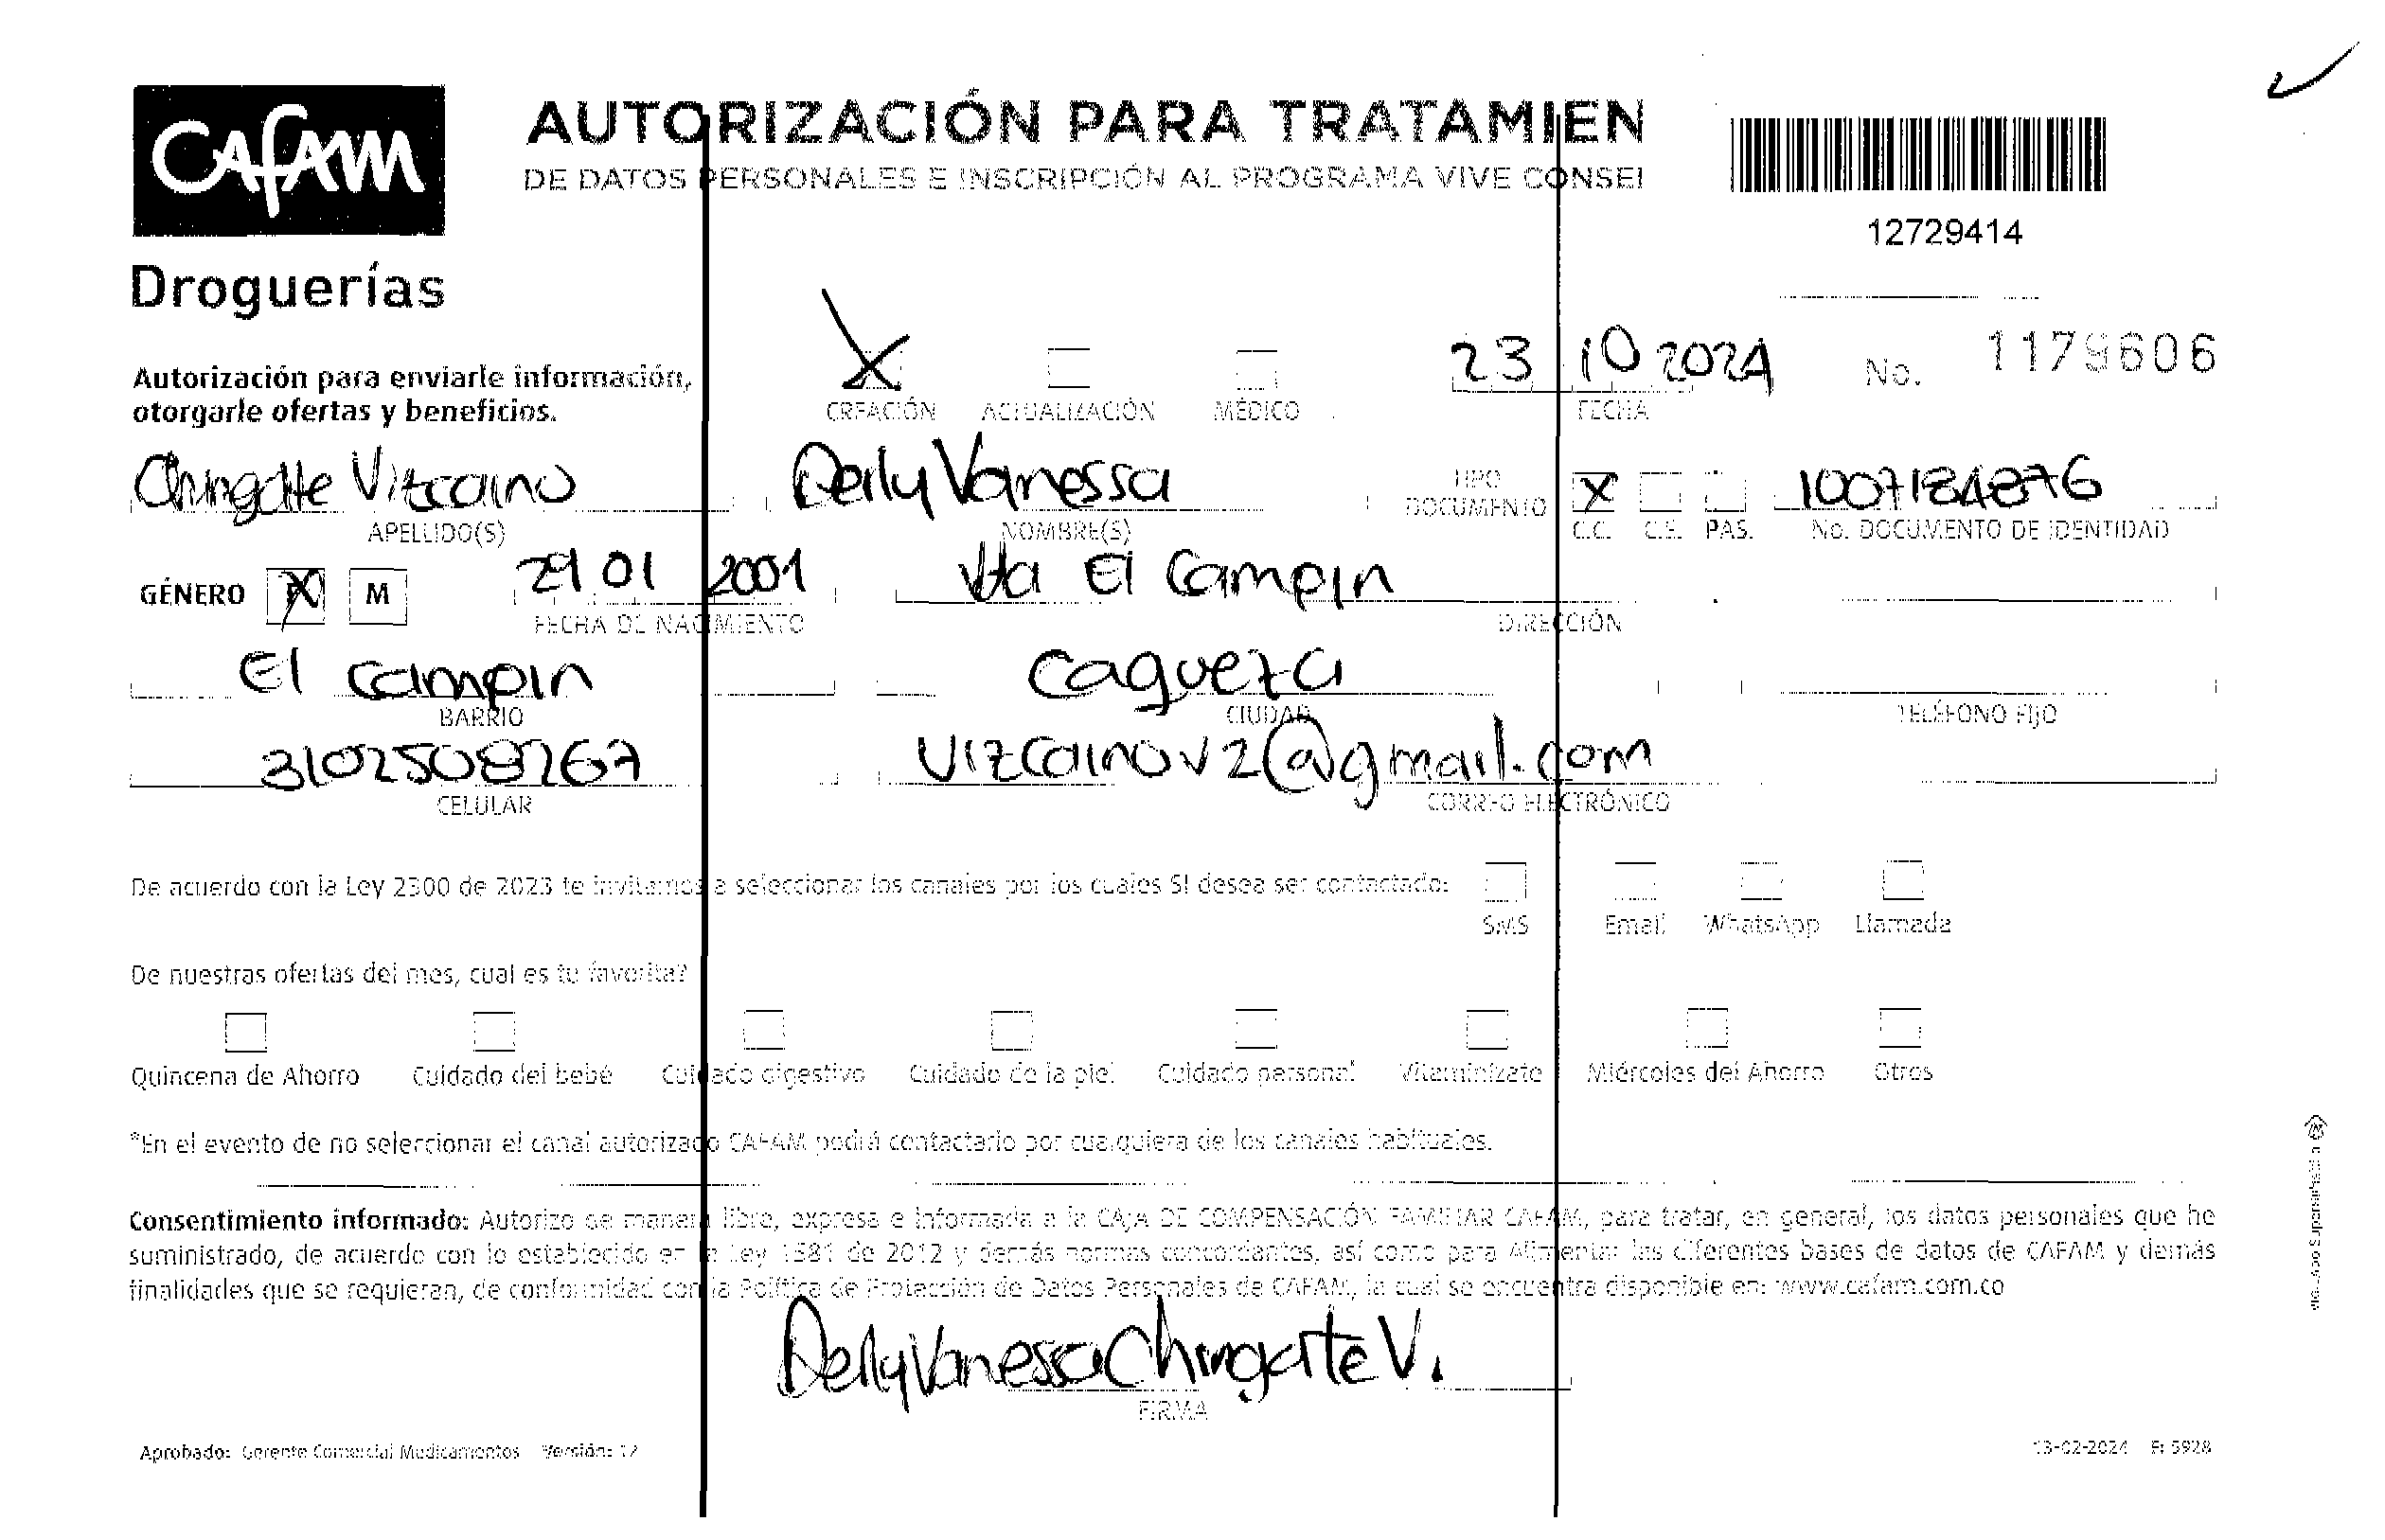 CAFAM
Droguerías
AUTORIZACIÓN PARA TRATAMIEN
DE DATOS PERSONALES E INSCRIPCIÓN AL PROGRAMA VIVE CONSEI
12729414
Autorización para enviarle información,
otorgarle ofertas y beneficios.
X CREACIÓN ACTUALIZACIÓN MÉDICO
23 10 2024 FECHA
No. 1179606
Chingatte Vizcaino APELLIDO(S)
Derly Vanessa NOMBRE(S)
TIPO DOCUMENTO X C.C. C.E. PAS.
1007184876 No. DOCUMENTO DE IDENTIDAD
GÉNERO X M
29 01 2001 FECHA DE NACIMIENTO
Vda El Campin DIRECCIÓN
El campin BARRIO
Caqueza CIUDAD
TELÉFONO FIJO
3102508267 CELULAR
vizcainov2@gmail.com CORREO ELECTRÓNICO
De acuerdo con la Ley 2300 de 2023 te invitamos a seleccionar los canales por los cuales SI desea ser contactado:
SMS Email WhatsApp Llamada
De nuestras ofertas del mes, cual es tu favorita?
Quincena de Ahorro Cuidado del bebé Cuidado digestivo Cuidado de la piel Cuidado personal Vitaminízate Miércoles del Ahorro Otros
*En el evento de no seleccionar el canal autorizado CAFAM podrá contactarlo por cualquiera de los canales habituales.
Consentimiento informado: Autorizo de manera libre, expresa e informada a la CAJA DE COMPENSACIÓN FAMILIAR CAFAM, para tratar, en general, los datos personales que he
suministrado, de acuerdo con lo establecido en la Ley 1581 de 2012 y demás normas concordantes, así como para Alimentar las diferentes bases de datos de CAFAM y demás
finalidades que se requieran, de conformidad con la Política de Protección de Datos Personales de CAFAM, la cual se encuentra disponible en: www.cafam.com.co
Derly Vanessa Chingatte V.
FIRMA
Aprobado: Gerente Comercial Medicamentos Versión: 12
13-02-2024 F: 5928
VIGILADO Supersubsidio